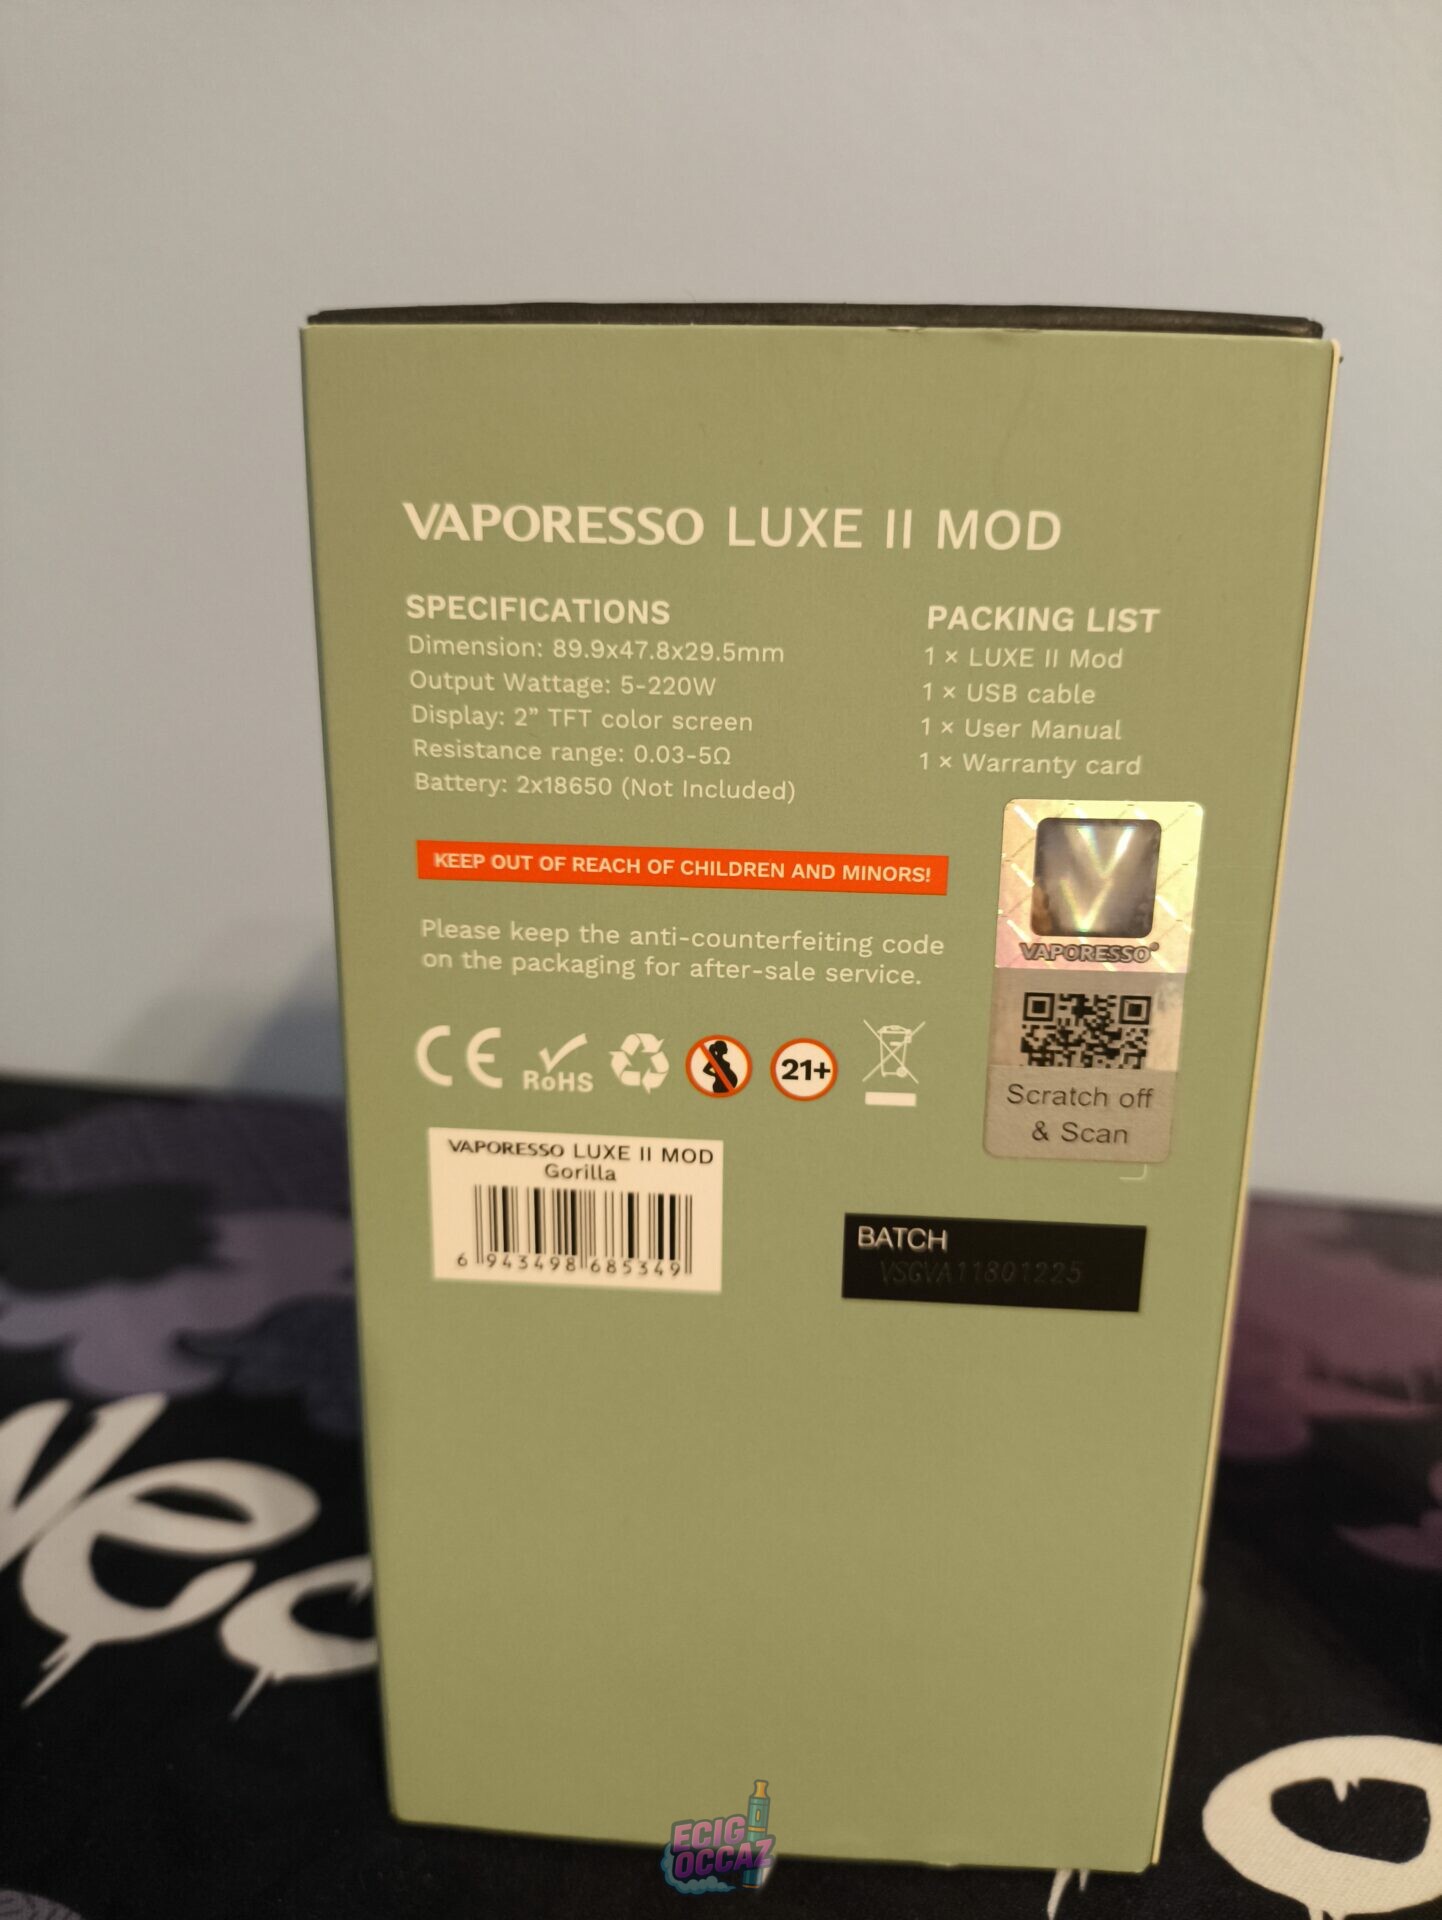 VAPORESSO LUXE II MOD
SPECIFICATIONS
Dimension: 89.9x47.8x29.5mm
Output Wattage: 5-220W
Display: 2” TFT color screen
Resistance range: 0.03-5Ω
Battery: 2x18650 (Not Included)
PACKING LIST
1 × LUXE II Mod
1 × USB cable
1 × User Manual
1 × Warranty card
KEEP OUT OF REACH OF CHILDREN AND MINORS!
Please keep the anti-counterfeiting code
on the packaging for after-sale service.
V
VAPORESSO®
Scratch off
& Scan
CE
RoHS
21+
VAPORESSO LUXE II MOD
Gorilla
6 943498 685349
BATCH
VSGVA11801225
ECIG
OCCAZ